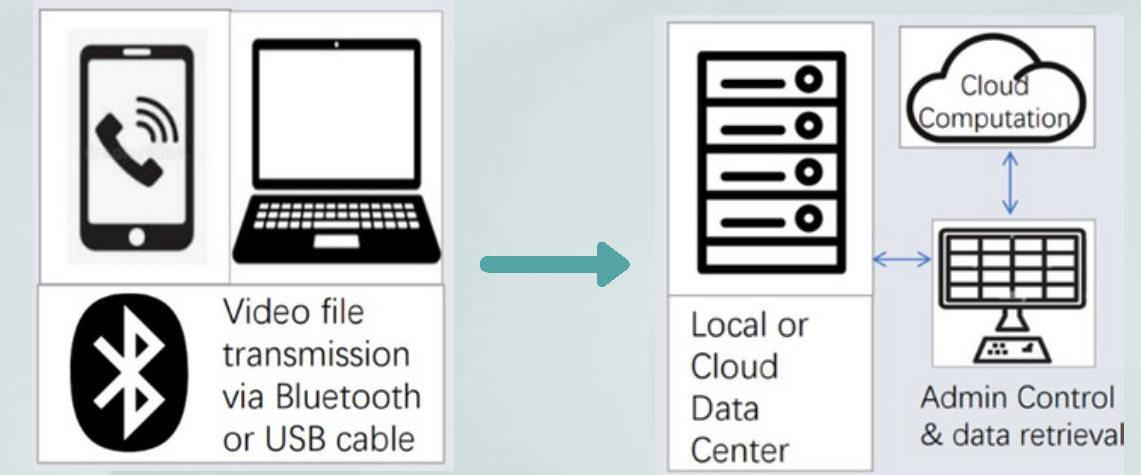 Video file
transmission
via Bluetooth
or USB cable
Local or
Cloud
Data
Center
Cloud
Computation
Admin Control
& data retrieval